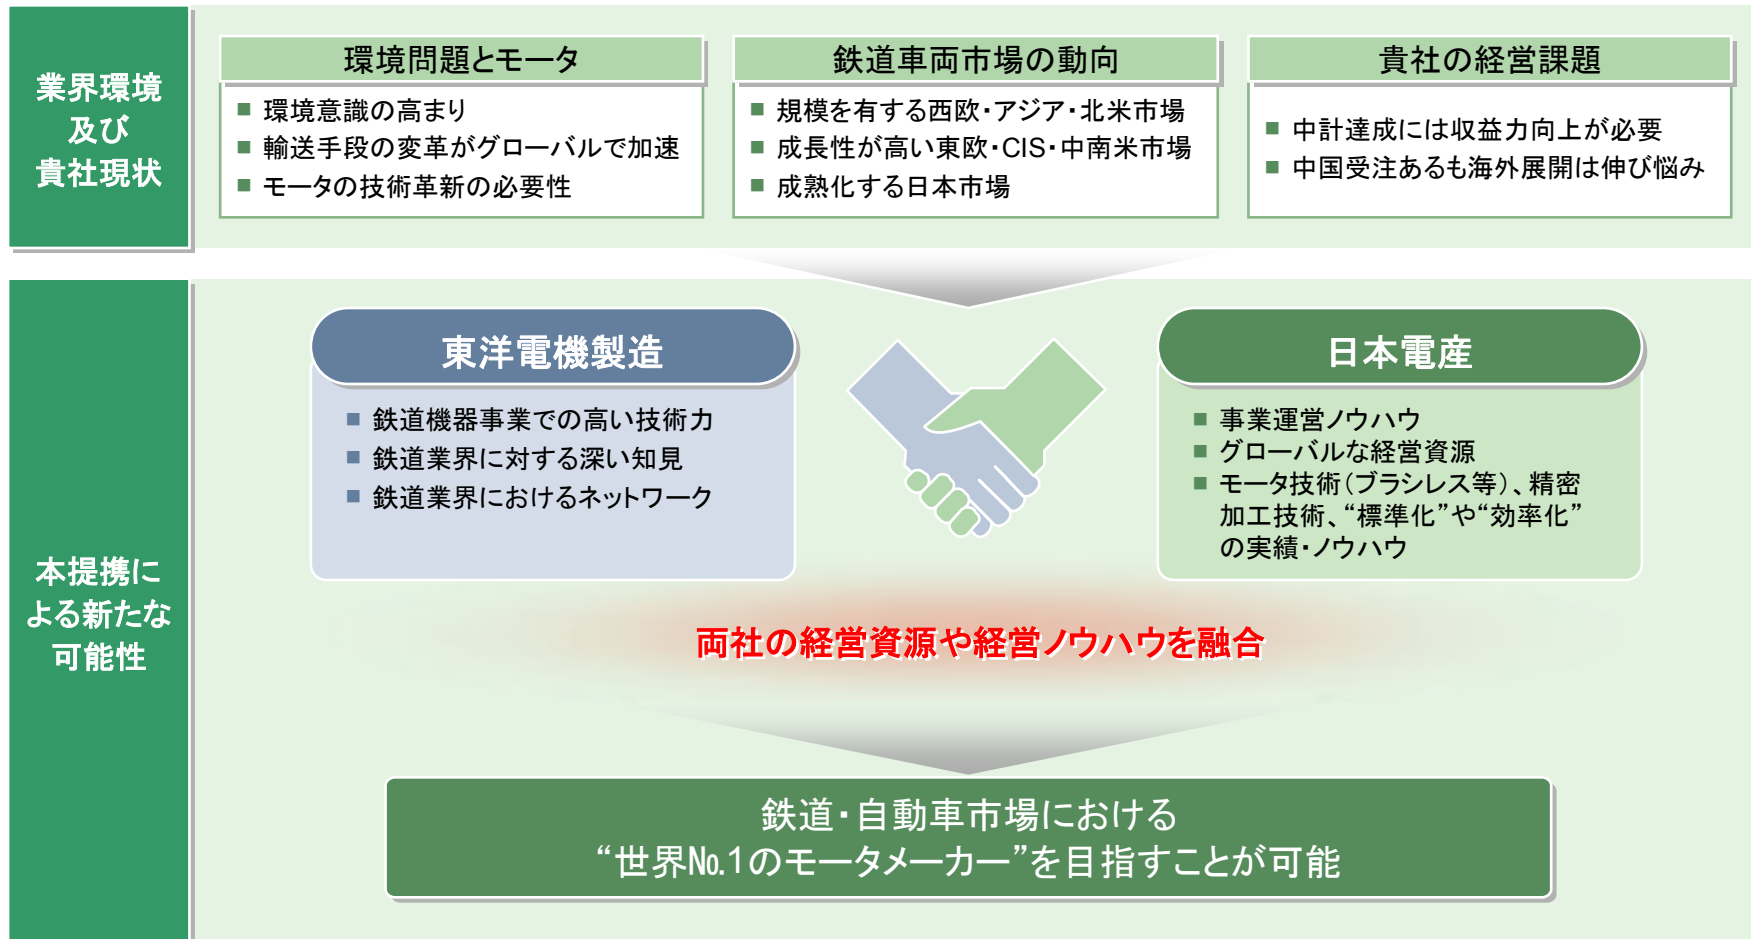 業界環境
及び
貴社現状
環境問題とモータ
■ 環境意識の高まり
■ 輸送手段の変革がグローバルで加速
■ モータの技術革新の必要性
鉄道車両市場の動向
■ 規模を有する西欧・アジア・北米市場
■ 成長性が高い東欧・CIS・中南米市場
■ 成熟化する日本市場
貴社の経営課題
■ 中計達成には収益力向上が必要
■ 中国受注あるも海外展開は伸び悩み
本提携に
よる新たな
可能性
東洋電機製造
■ 鉄道機器事業での高い技術力
■ 鉄道業界に対する深い知見
■ 鉄道業界におけるネットワーク
日本電産
■ 事業運営ノウハウ
■ グローバルな経営資源
■ モータ技術(ブラシレス等)、精密
加工技術、“標準化”や“効率化”
の実績・ノウハウ
両社の経営資源や経営ノウハウを融合
鉄道・自動車市場における
“世界№1のモータメーカー”を目指すことが可能